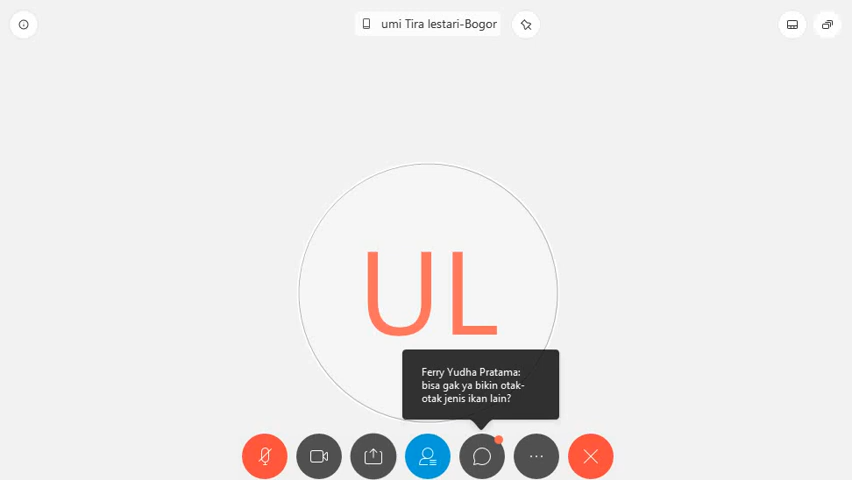 umi Tira lestari-Bogor
UL
Ferry Yudha Pratama:
bisa gak ya bikin otak-
otak jenis ikan lain?